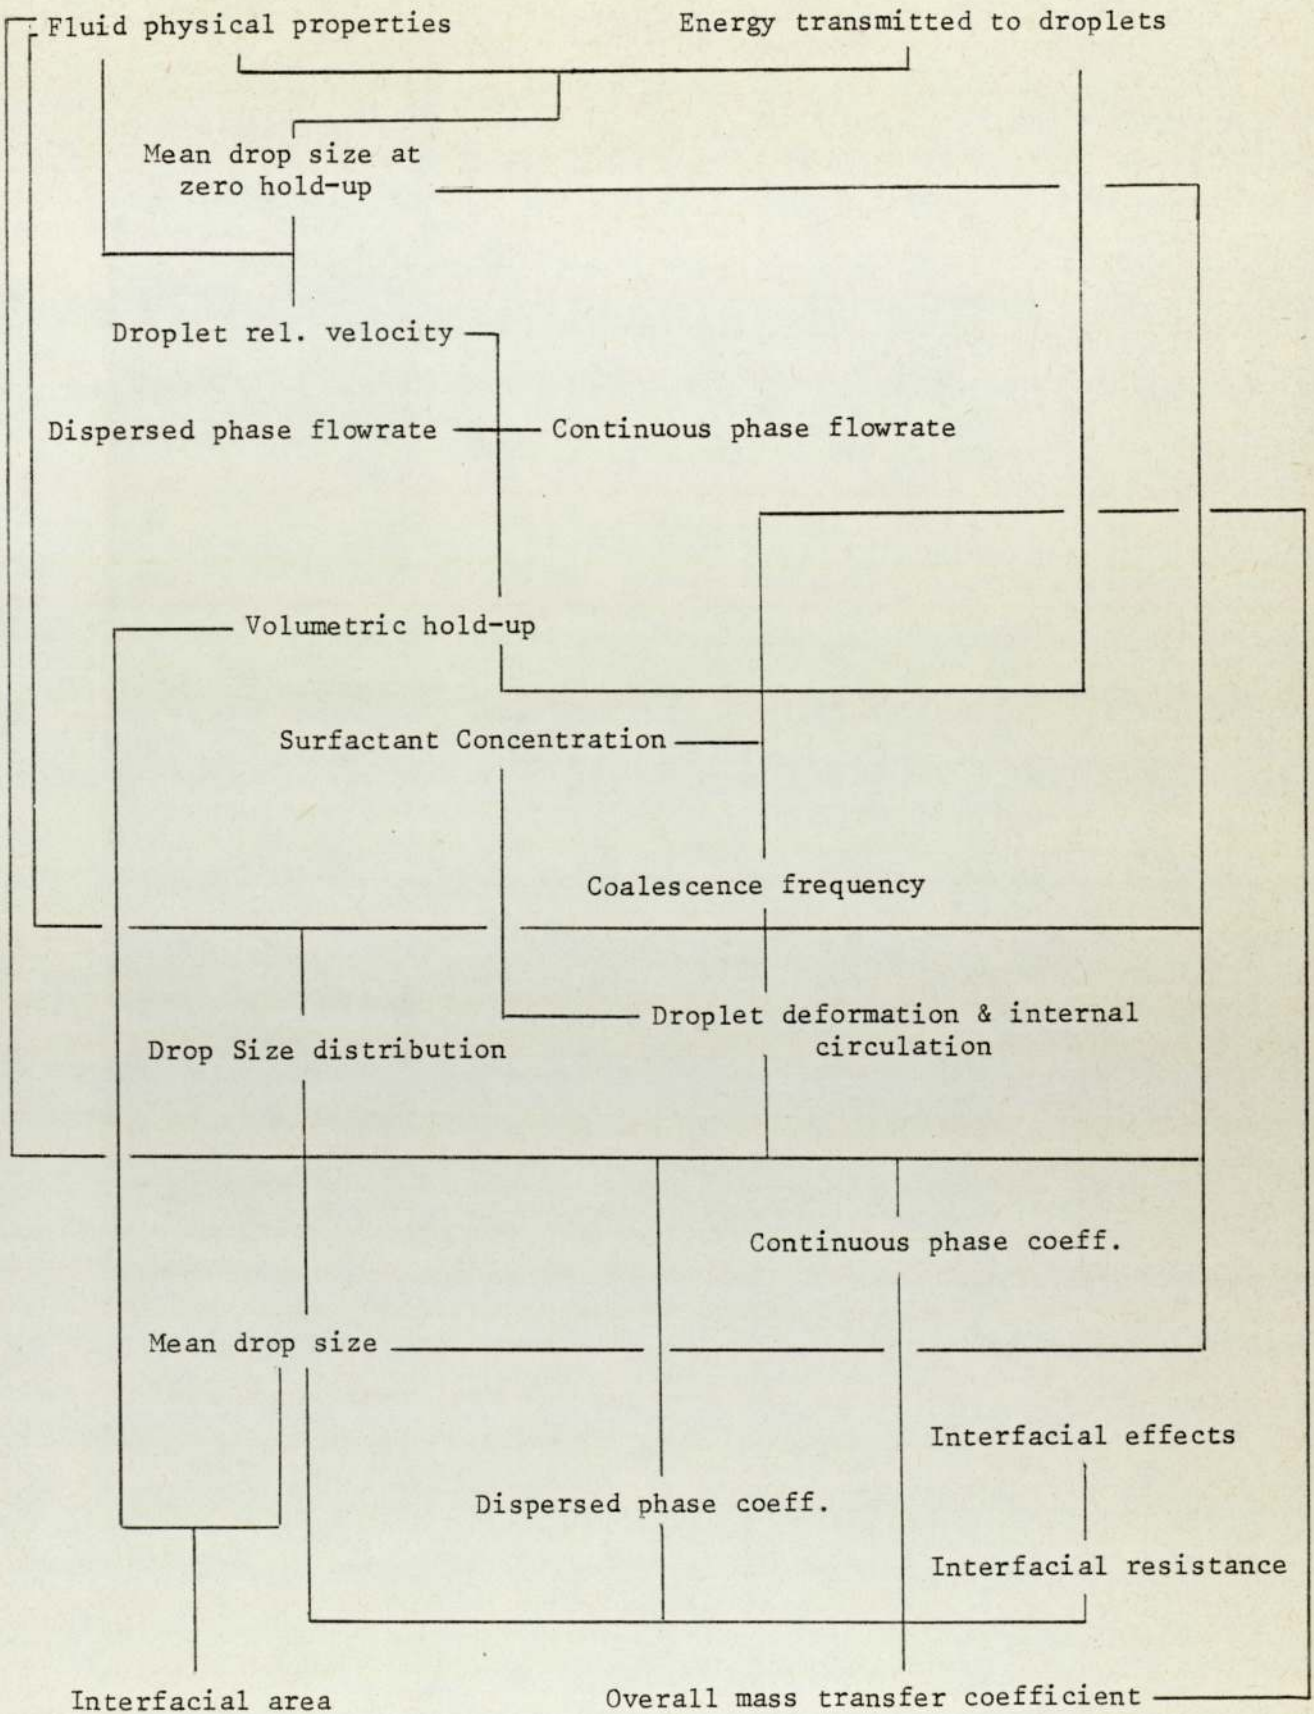 Fluid physical properties
Energy transmitted to droplets
Mean drop size at
zero hold-up
Droplet rel. velocity
Dispersed phase flowrate
Continuous phase flowrate
Volumetric hold-up
Surfactant Concentration
Coalescence frequency
Droplet deformation & internal
circulation
Drop Size distribution
Continuous phase coeff.
Mean drop size
Interfacial effects
Dispersed phase coeff.
Interfacial resistance
Interfacial area
Overall mass transfer coefficient